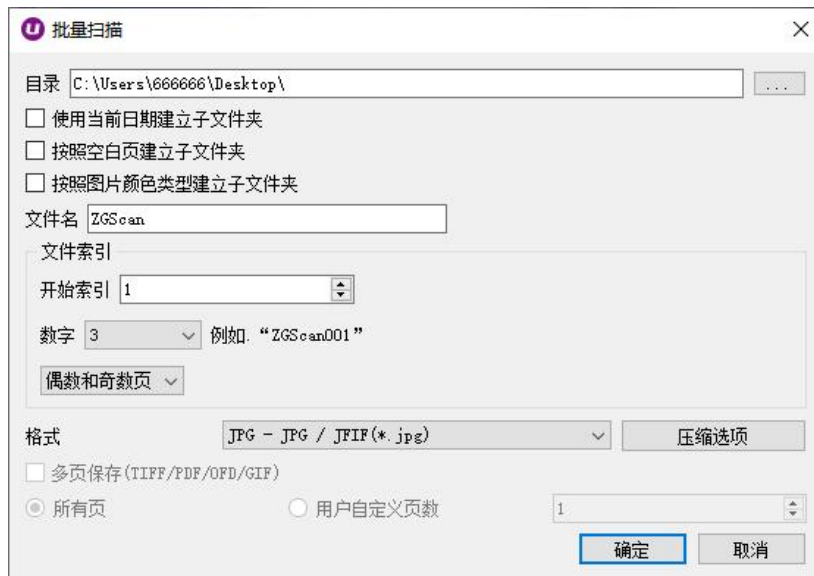 批量扫描
目录 C:\Users\666666\Desktop\ ...
使用当前日期建立子文件夹
按照空白页建立子文件夹
按照图片颜色类型建立子文件夹
文件名 ZGScan
文件索引
开始索引 1
数字 3 例如. “ZGScan001”
偶数和奇数页
格式 JPG - JPG / JFIF(*.jpg) 压缩选项
多页保存(TIFF/PDF/OFD/GIF)
所有页 用户自定义页数 1
确定 取消